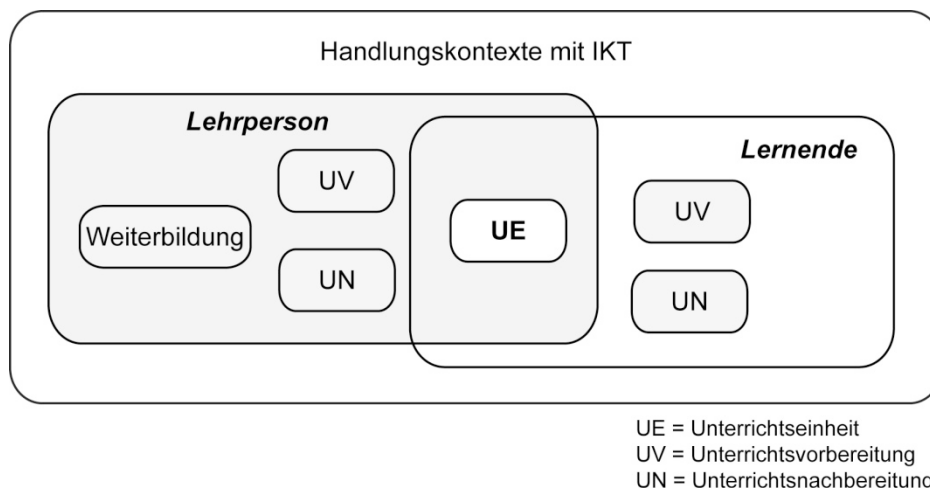 Handlungskontexte mit IKT
Lehrperson
Lernende
UV
Weiterbildung
UN
UE
UV
UN
UE = Unterrichtseinheit
UV = Unterrichtsvorbereitung
UN = Unterrichtsnachbereitung